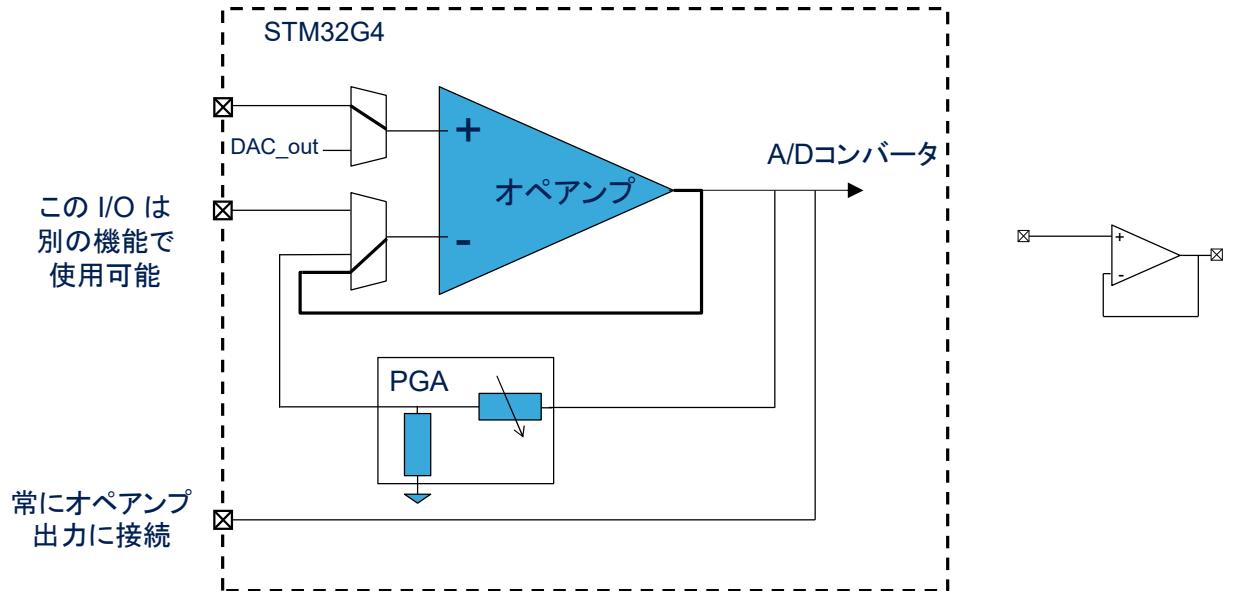 STM32G4
+
DAC_out
A/Dコンバータ
オペアンプ
この I/O は
別の機能で
使用可能
-
+
-
PGA
常にオペアンプ
出力に接続